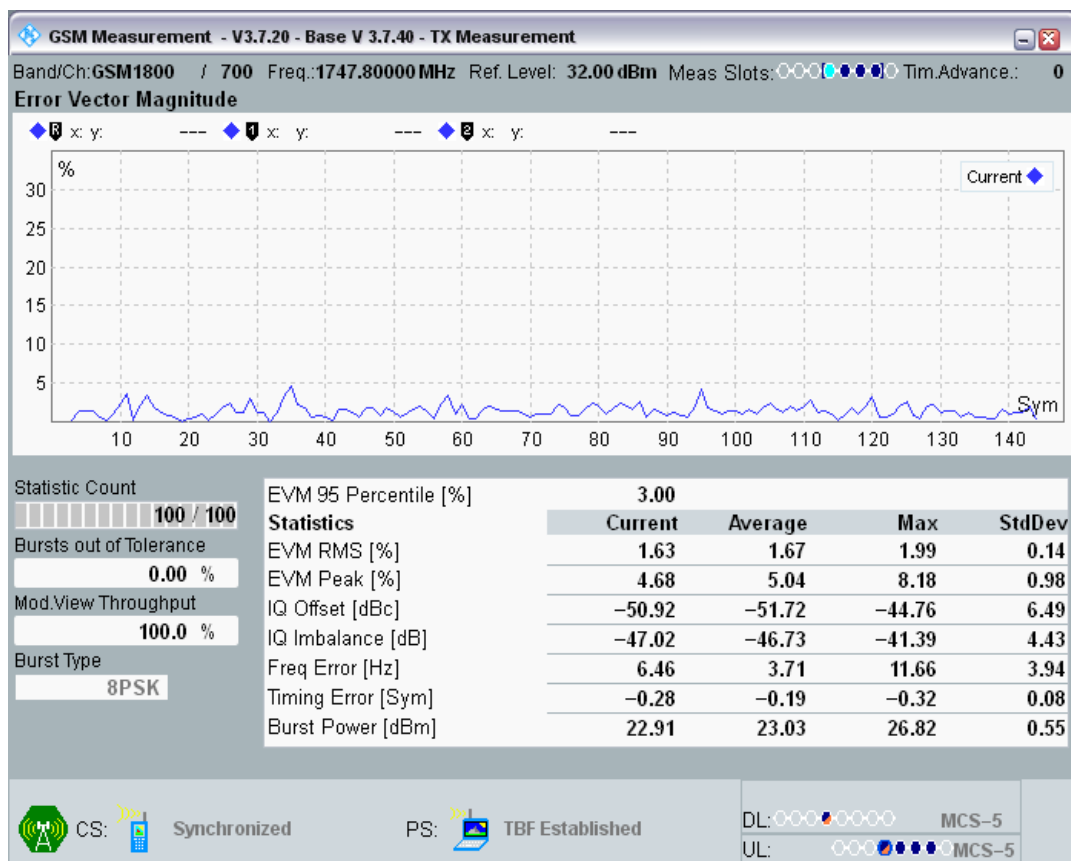 GSM Measurement - V3.7.20 - Base V 3.7.40 - TX Measurement
Band/Ch:GSM1800 / 700 Freq.:1747.80000 MHz Ref. Level: 32.00 dBm Meas Slots: Tim.Advance.: 0
Error Vector Magnitude
R x: y: --- 1 x: y: --- 2 x: y: ---
%
Current
30
25
20
15
10
5
Sym
10 20 30 40 50 60 70 80 90 100 110 120 130 140
Statistic Count
100 / 100
Bursts out of Tolerance
0.00 %
Mod.View Throughput
100.0 %
Burst Type
8PSK
EVM 95 Percentile [%] 3.00
Statistics Current Average Max StdDev
EVM RMS [%] 1.63 1.67 1.99 0.14
EVM Peak [%] 4.68 5.04 8.18 0.98
IQ Offset [dBc] −50.92 −51.72 −44.76 6.49
IQ Imbalance [dB] −47.02 −46.73 −41.39 4.43
Freq Error [Hz] 6.46 3.71 11.66 3.94
Timing Error [Sym] −0.28 −0.19 −0.32 0.08
Burst Power [dBm] 22.91 23.03 26.82 0.55
CS: Synchronized PS: TBF Established
DL: MCS−5
UL: MCS−5